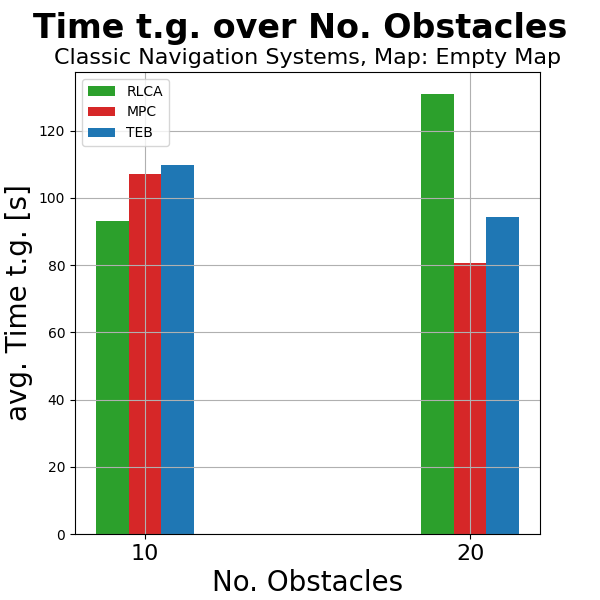 Time t.g. over No. Obstacles
Classic Navigation Systems, Map: Empty Map
RLCA
MPC
TEB
avg. Time t.g. [s]
120
100
80
60
40
20
0
10 20
No. Obstacles